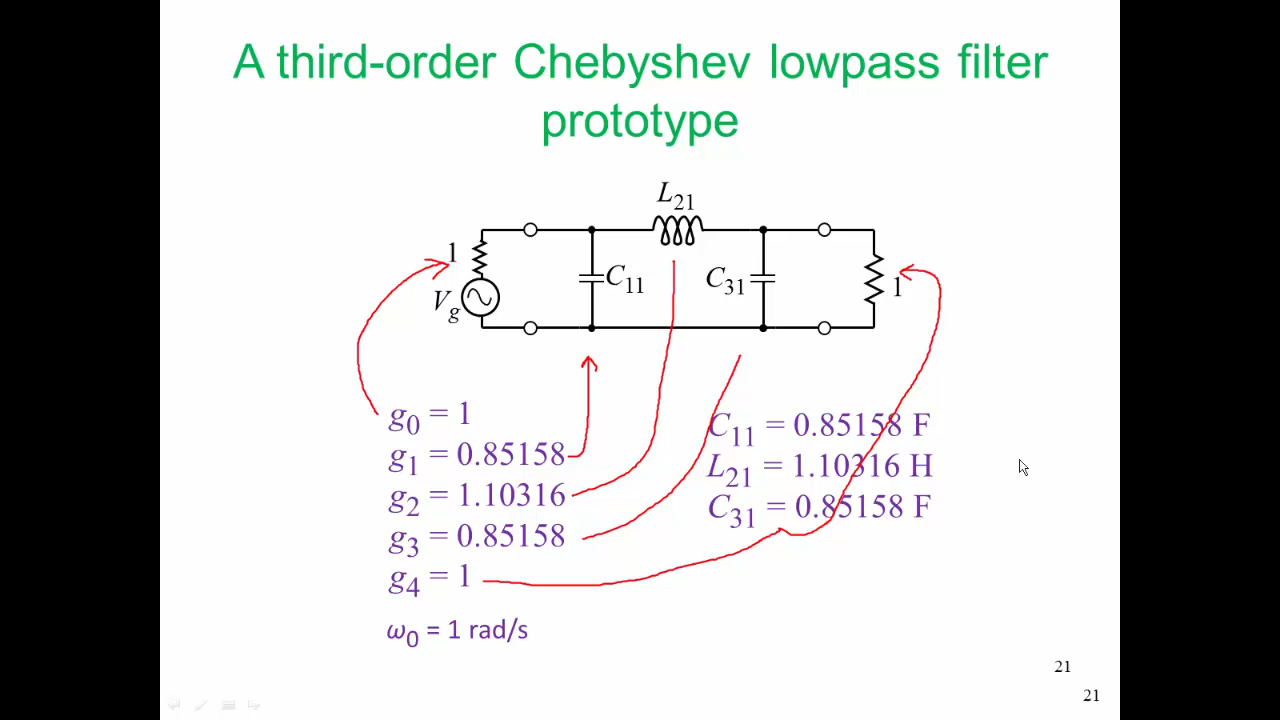 A third-order Chebyshev lowpass filter
prototype
L21
1
C11
C31
1
Vg
g0 = 1
g1 = 0.85158
g2 = 1.10316
g3 = 0.85158
g4 = 1
ω0 = 1 rad/s
C11 = 0.85158 F
L21 = 1.10316 H
C31 = 0.85158 F
21
21